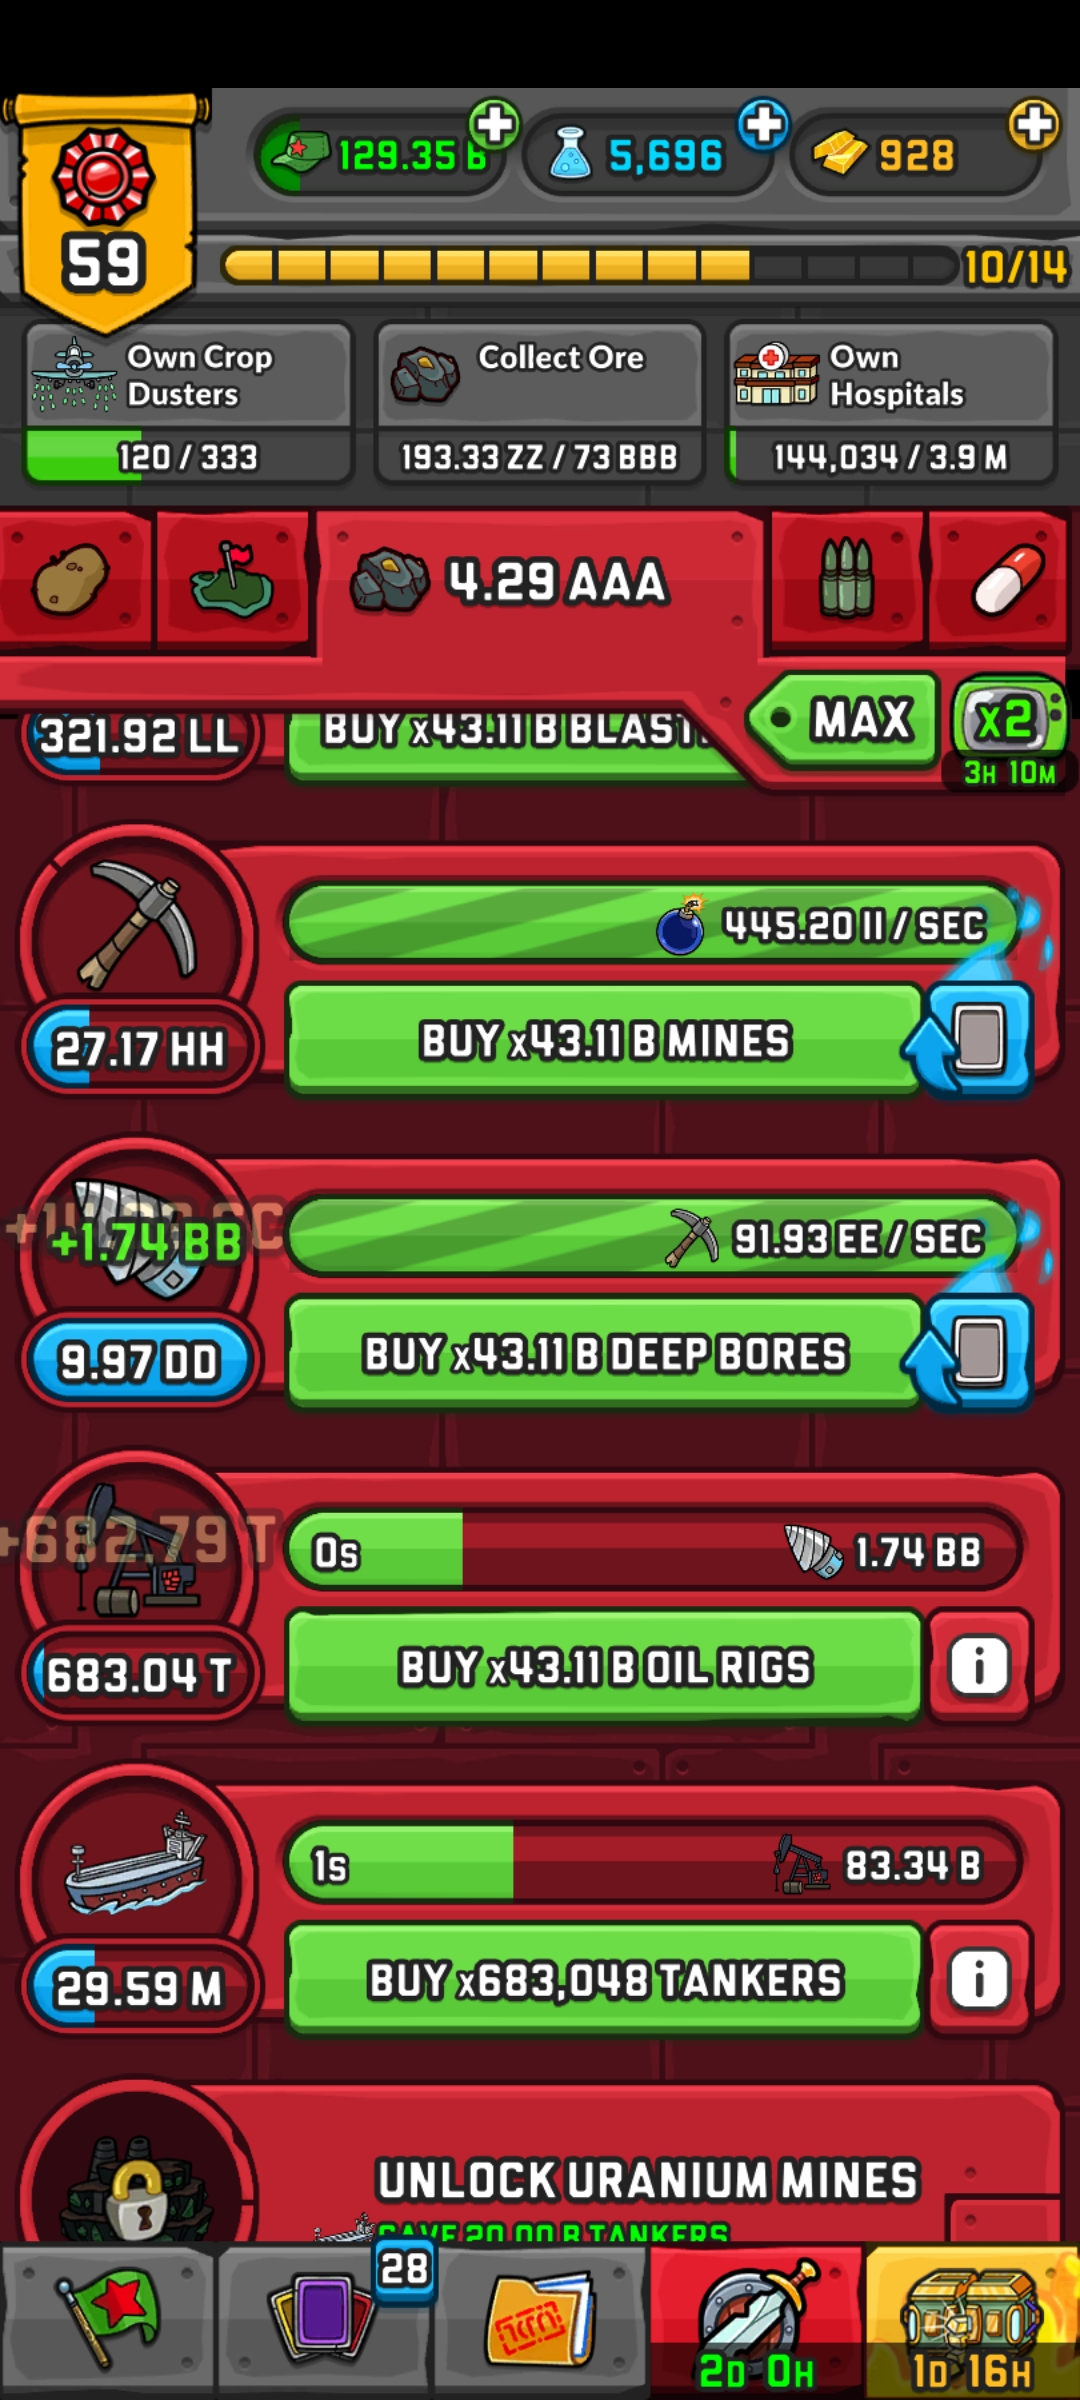 129.35 B
5,696
928
59
10/14
Own Crop
Dusters
120 / 333
Collect Ore
193.33 ZZ / 73 BBB
Own
Hospitals
144,034 / 3.9 M
4.29 AAA
MAX
x2
3H 10M
321.92 LL
BUY x43.11 B
445.20 II / SEC
27.17 HH
BUY x43.11 B MINES
+1.74 BB
91.93 EE / SEC
9.97 DD
BUY x43.11 B DEEP BORES
+682.79 T
0s
1.74 BB
683.04 T
BUY x43.11 B OIL RIGS
i
1s
83.34 B
29.59 M
BUY x683,048 TANKERS
i
UNLOCK URANIUM MINES
SAVE 20.00 B TANKERS
28
2D 0H
1D 16H